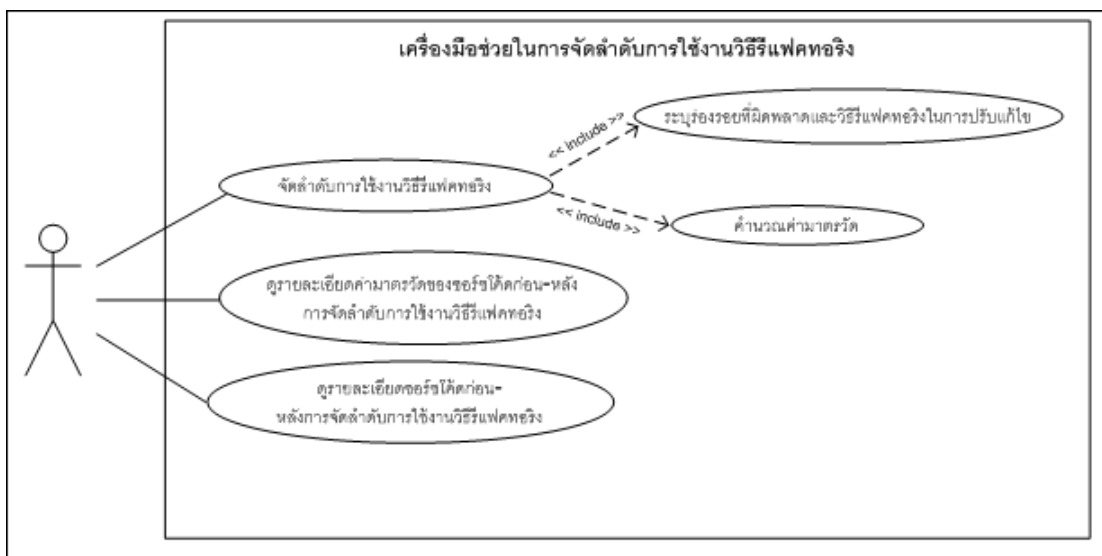 เครื่องมือช่วยในการจัดลำดับการใช้งานวิธีรีแฟคทอริง
<< include >>
ระบุร่องรอยที่ผิดพลาดและวิธีรีแฟคทอริงในการปรับแก้ไข
จัดลำดับการใช้งานวิธีรีแฟคทอริง
<< include >>
คำนวณค่ามาตรวัด
ดูรายละเอียดค่ามาตรวัดของซอร์ซโค้ดก่อน-หลัง
การจัดลำดับการใช้งานวิธีรีแฟคทอริง
ดูรายละเอียดซอร์ซโค้ดก่อน-
หลังการจัดลำดับการใช้งานวิธีรีแฟคทอริง